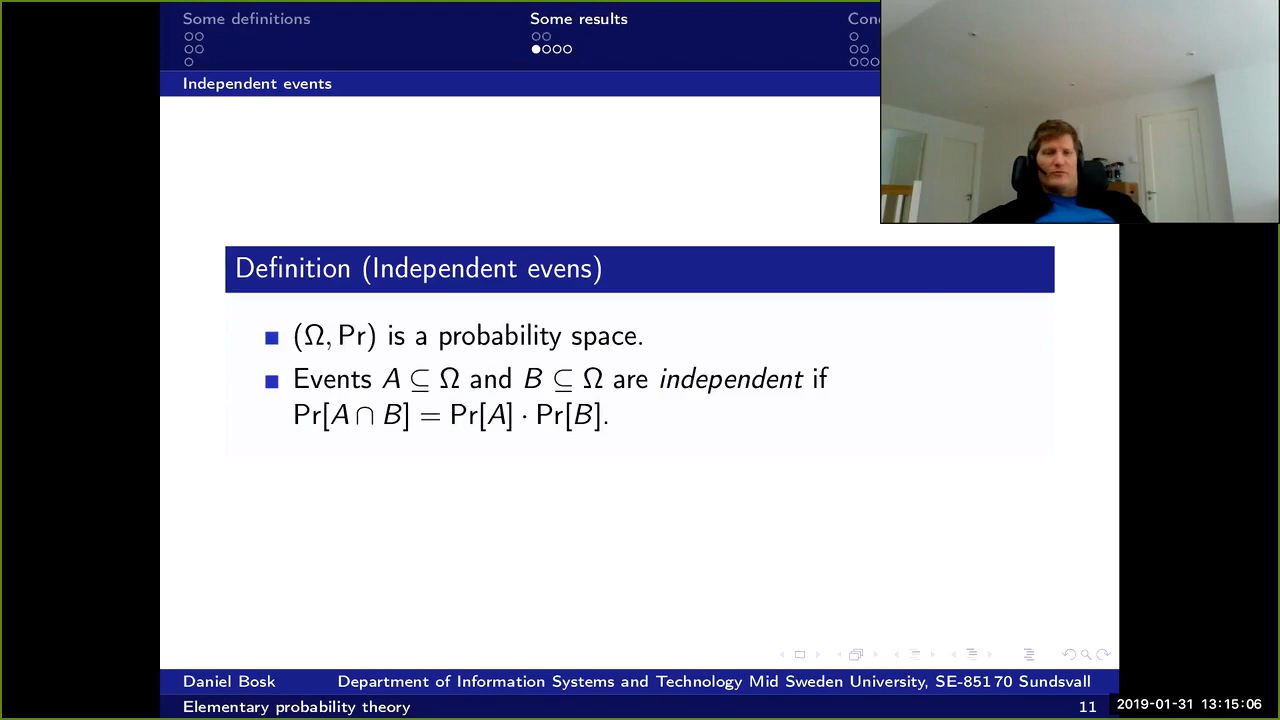 Some definitions
Some results
Independent events
Definition (Independent evens)
(Ω, Pr) is a probability space.
Events A ⊆ Ω and B ⊆ Ω are independent if
Pr[A ∩ B] = Pr[A] · Pr[B].
Daniel Bosk Department of Information Systems and Technology Mid Sweden University, SE-851 70 Sundsvall
Elementary probability theory 11
2019-01-31 13:15:06